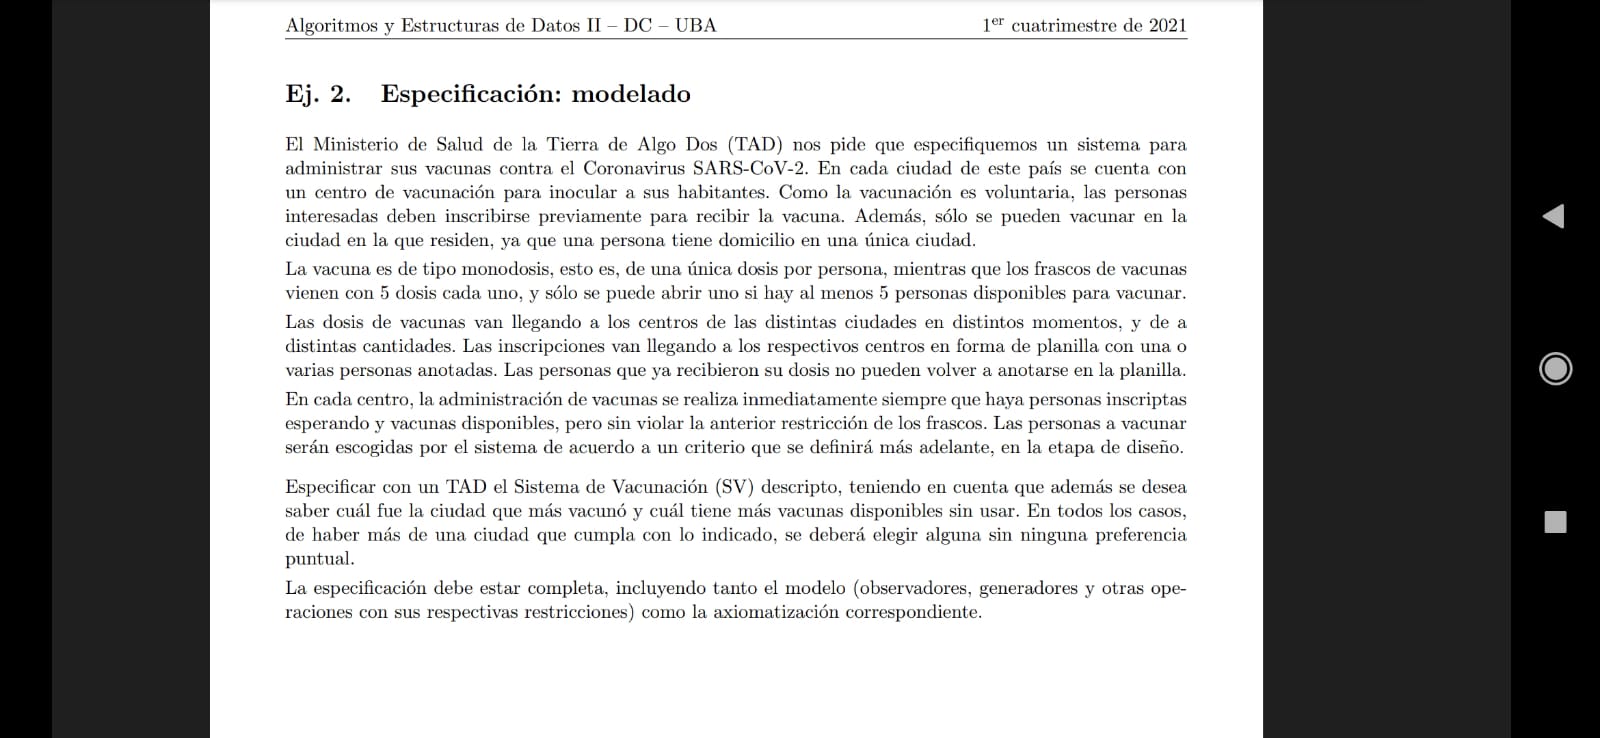 Algoritmos y Estructuras de Datos II – DC – UBA 1er cuatrimestre de 2021
Ej. 2. Especificación: modelado
El Ministerio de Salud de la Tierra de Algo Dos (TAD) nos pide que especifiquemos un sistema para
administrar sus vacunas contra el Coronavirus SARS-CoV-2. En cada ciudad de este país se cuenta con
un centro de vacunación para inocular a sus habitantes. Como la vacunación es voluntaria, las personas
interesadas deben inscribirse previamente para recibir la vacuna. Además, sólo se pueden vacunar en la
ciudad en la que residen, ya que una persona tiene domicilio en una única ciudad.
La vacuna es de tipo monodosis, esto es, de una única dosis por persona, mientras que los frascos de vacunas
vienen con 5 dosis cada uno, y sólo se puede abrir uno si hay al menos 5 personas disponibles para vacunar.
Las dosis de vacunas van llegando a los centros de las distintas ciudades en distintos momentos, y de a
distintas cantidades. Las inscripciones van llegando a los respectivos centros en forma de planilla con una o
varias personas anotadas. Las personas que ya recibieron su dosis no pueden volver a anotarse en la planilla.
En cada centro, la administración de vacunas se realiza inmediatamente siempre que haya personas inscriptas
esperando y vacunas disponibles, pero sin violar la anterior restricción de los frascos. Las personas a vacunar
serán escogidas por el sistema de acuerdo a un criterio que se definirá más adelante, en la etapa de diseño.
Especificar con un TAD el Sistema de Vacunación (SV) descripto, teniendo en cuenta que además se desea
saber cuál fue la ciudad que más vacunó y cuál tiene más vacunas disponibles sin usar. En todos los casos,
de haber más de una ciudad que cumpla con lo indicado, se deberá elegir alguna sin ninguna preferencia
puntual.
La especificación debe estar completa, incluyendo tanto el modelo (observadores, generadores y otras ope-
raciones con sus respectivas restricciones) como la axiomatización correspondiente.